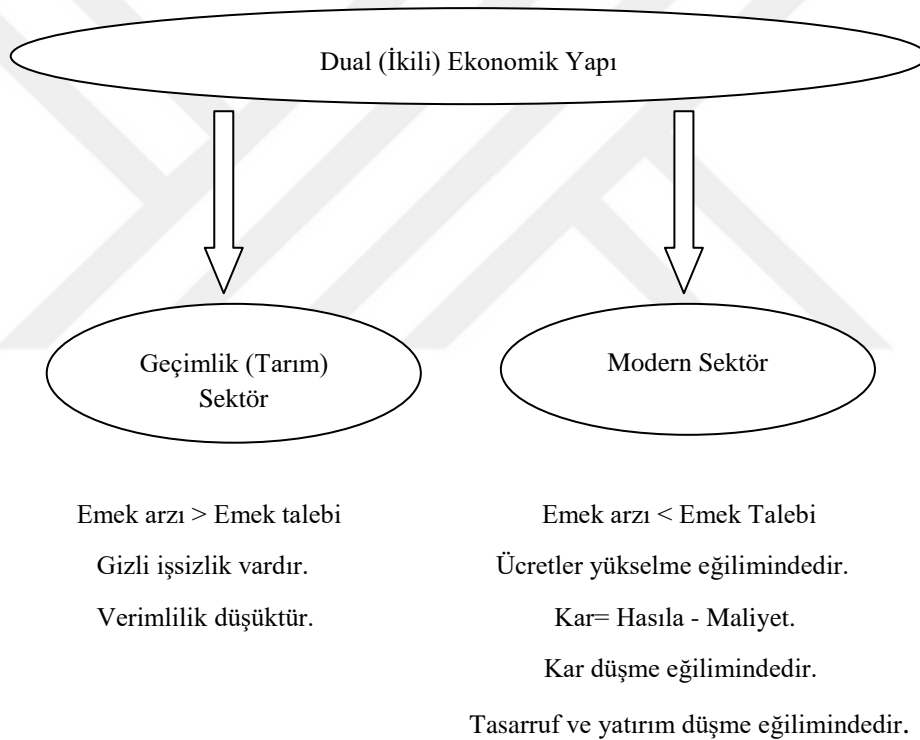 Dual (İkili) Ekonomik Yapı
Geçimlik (Tarım)
Sektör
Emek arzı > Emek talebi
Gizli işsizlik vardır.
Verimlilik düşüktür.
Modern Sektör
Emek arzı < Emek Talebi
Ücretler yükselme eğilimindedir.
Kar= Hasıla - Maliyet.
Kar düşme eğilimindedir.
Tasarruf ve yatırım düşme eğilimindedir.